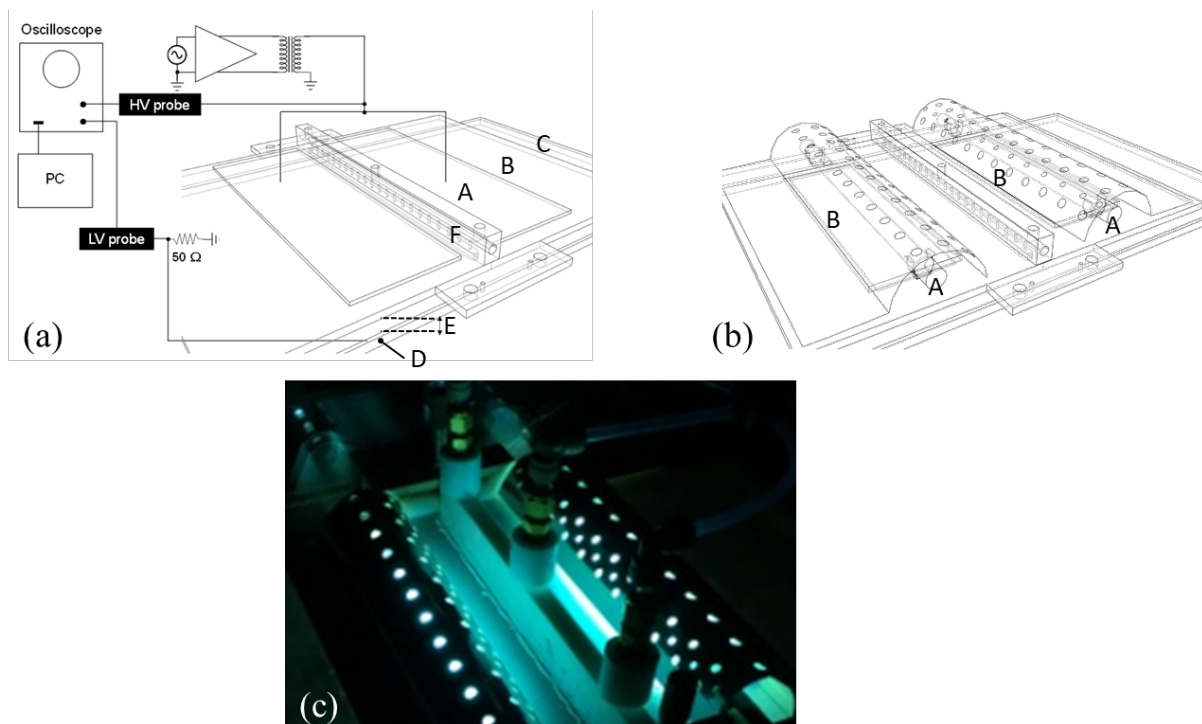 Oscilloscope
HV probe
PC
LV probe
50 Ω
A
B
C
D
E
F
(a)
A
A
B
B
(b)
(c)